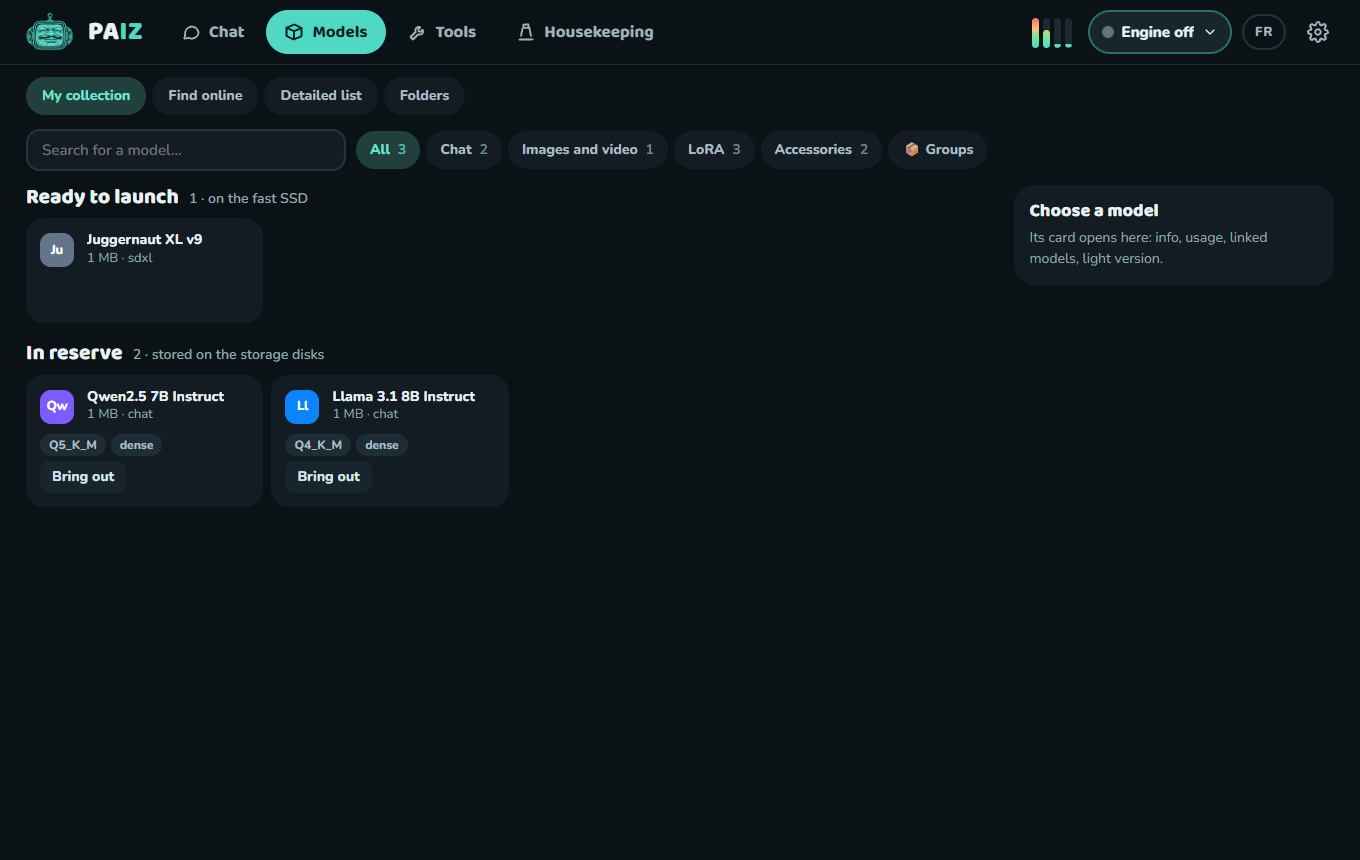 PAIZ
Chat
Models
Tools
Housekeeping
Engine off
FR
My collection
Find online
Detailed list
Folders
Search for a model...
All 3
Chat 2
Images and video 1
LoRA 3
Accessories 2
Groups
Ready to launch 1 · on the fast SSD
Ju
Juggernaut XL v9
1 MB · sdxl
Choose a model
Its card opens here: info, usage, linked
models, light version.
In reserve 2 · stored on the storage disks
Qw
Qwen2.5 7B Instruct
1 MB · chat
Q5_K_M
dense
Bring out
Ll
Llama 3.1 8B Instruct
1 MB · chat
Q4_K_M
dense
Bring out